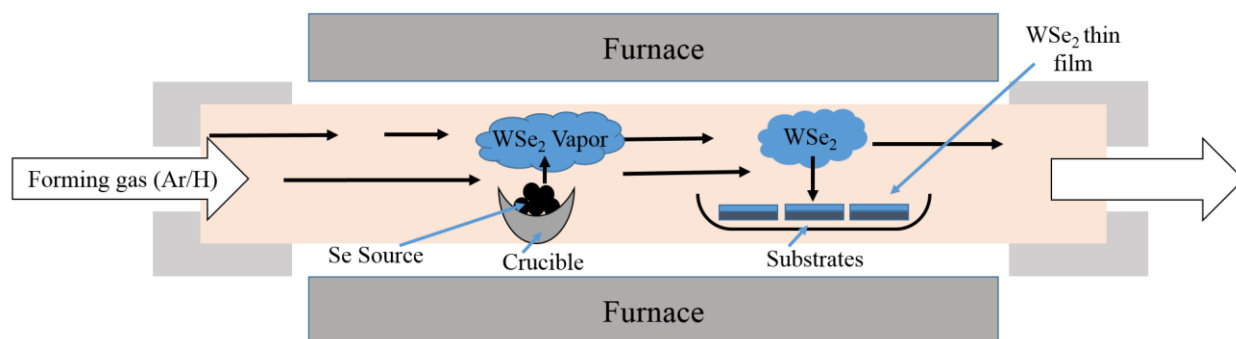 Furnace
WSe₂ thin
film
WSe₂ Vapor
WSe₂
Forming gas (Ar/H)
Se Source
Crucible
Substrates
Furnace